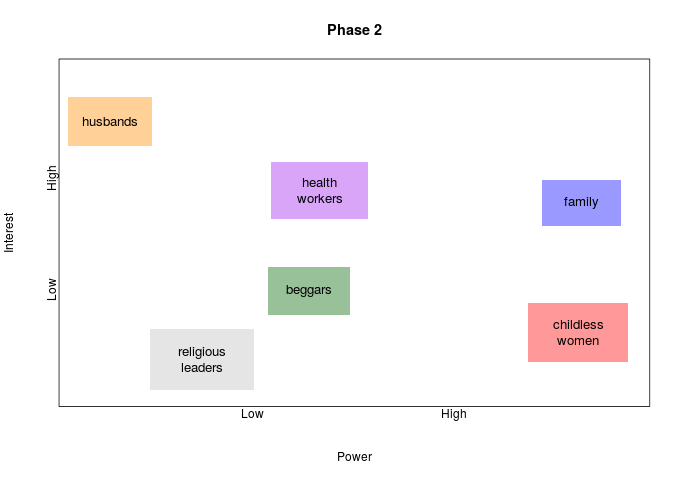 Phase 2
husbands
High
health
workers
family
Interest
beggars
Low
childless
women
religious
leaders
Low
High
Power